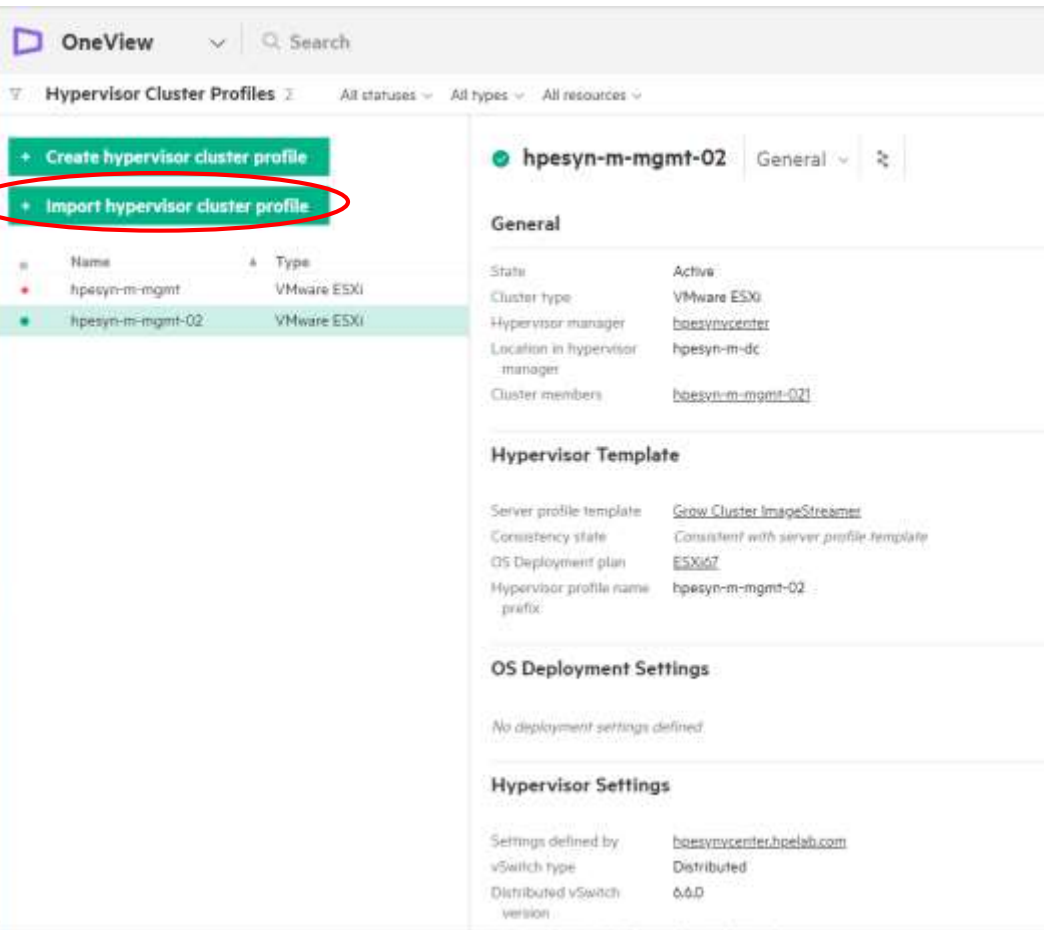 OneView Search
Hypervisor Cluster Profiles 2 All statuses All types All resources
+ Create hypervisor cluster profile
+ Import hypervisor cluster profile
Name Type
hpesyn-m-mgmt VMware ESXi
hpesyn-m-mgmt-02 VMware ESXi
hpesyn-m-mgmt-02 General
General
State Active
Cluster type VMware ESXi
Hypervisor manager hpesynvcenter
Location in hypervisor hpesyn-m-dc
manager
Cluster members hpesyn-m-mgmt-021
Hypervisor Template
Server profile template Grow Cluster ImageStreamer
Consistency state Consistent with server profile template
OS Deployment plan ESXi67
Hypervisor profile name hpesyn-m-mgmt-02
prefix
OS Deployment Settings
No deployment settings defined
Hypervisor Settings
Settings defined by hpesynvcenter.hpelab.com
vSwitch type Distributed
Distributed vSwitch 6.6.0
version